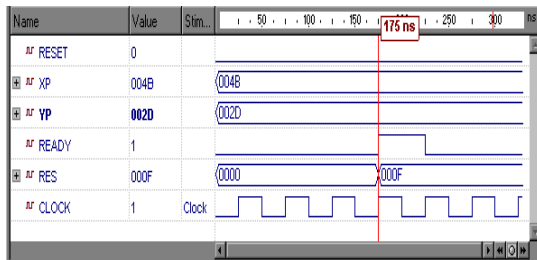 Name Value Stim... 50 100 150 250 300 ns
175 ns
RESET 0
XP 004B 004B
YP 002D 002D
READY 1
RES 000F 0000 000F
CLOCK 1 Clock